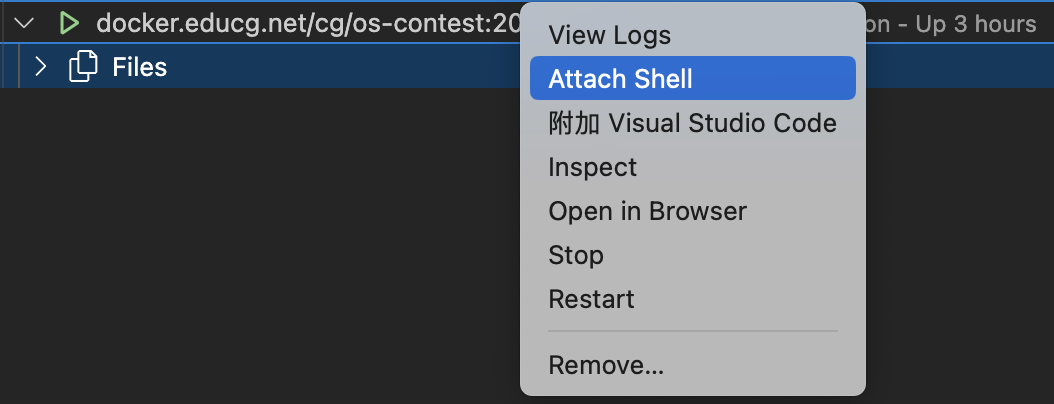 docker.educg.net/cg/os-contest:20
on - Up 3 hours
Files
View Logs
Attach Shell
附加 Visual Studio Code
Inspect
Open in Browser
Stop
Restart
Remove...